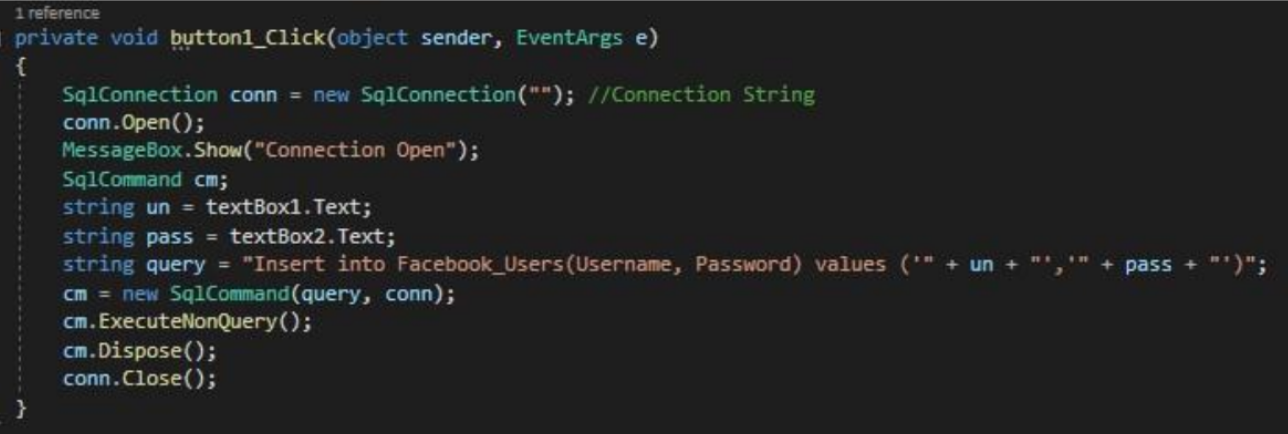 1 reference
private void button1_Click(object sender, EventArgs e)
{
SqlConnection conn = new SqlConnection(""); //Connection String
conn.Open();
MessageBox.Show("Connection Open");
SqlCommand cm;
string un = textBox1.Text;
string pass = textBox2.Text;
string query = "Insert into Facebook_Users(Username, Password) values ('" + un + "','" + pass + "')";
cm = new SqlCommand(query, conn);
cm.ExecuteNonQuery();
cm.Dispose();
conn.Close();
}